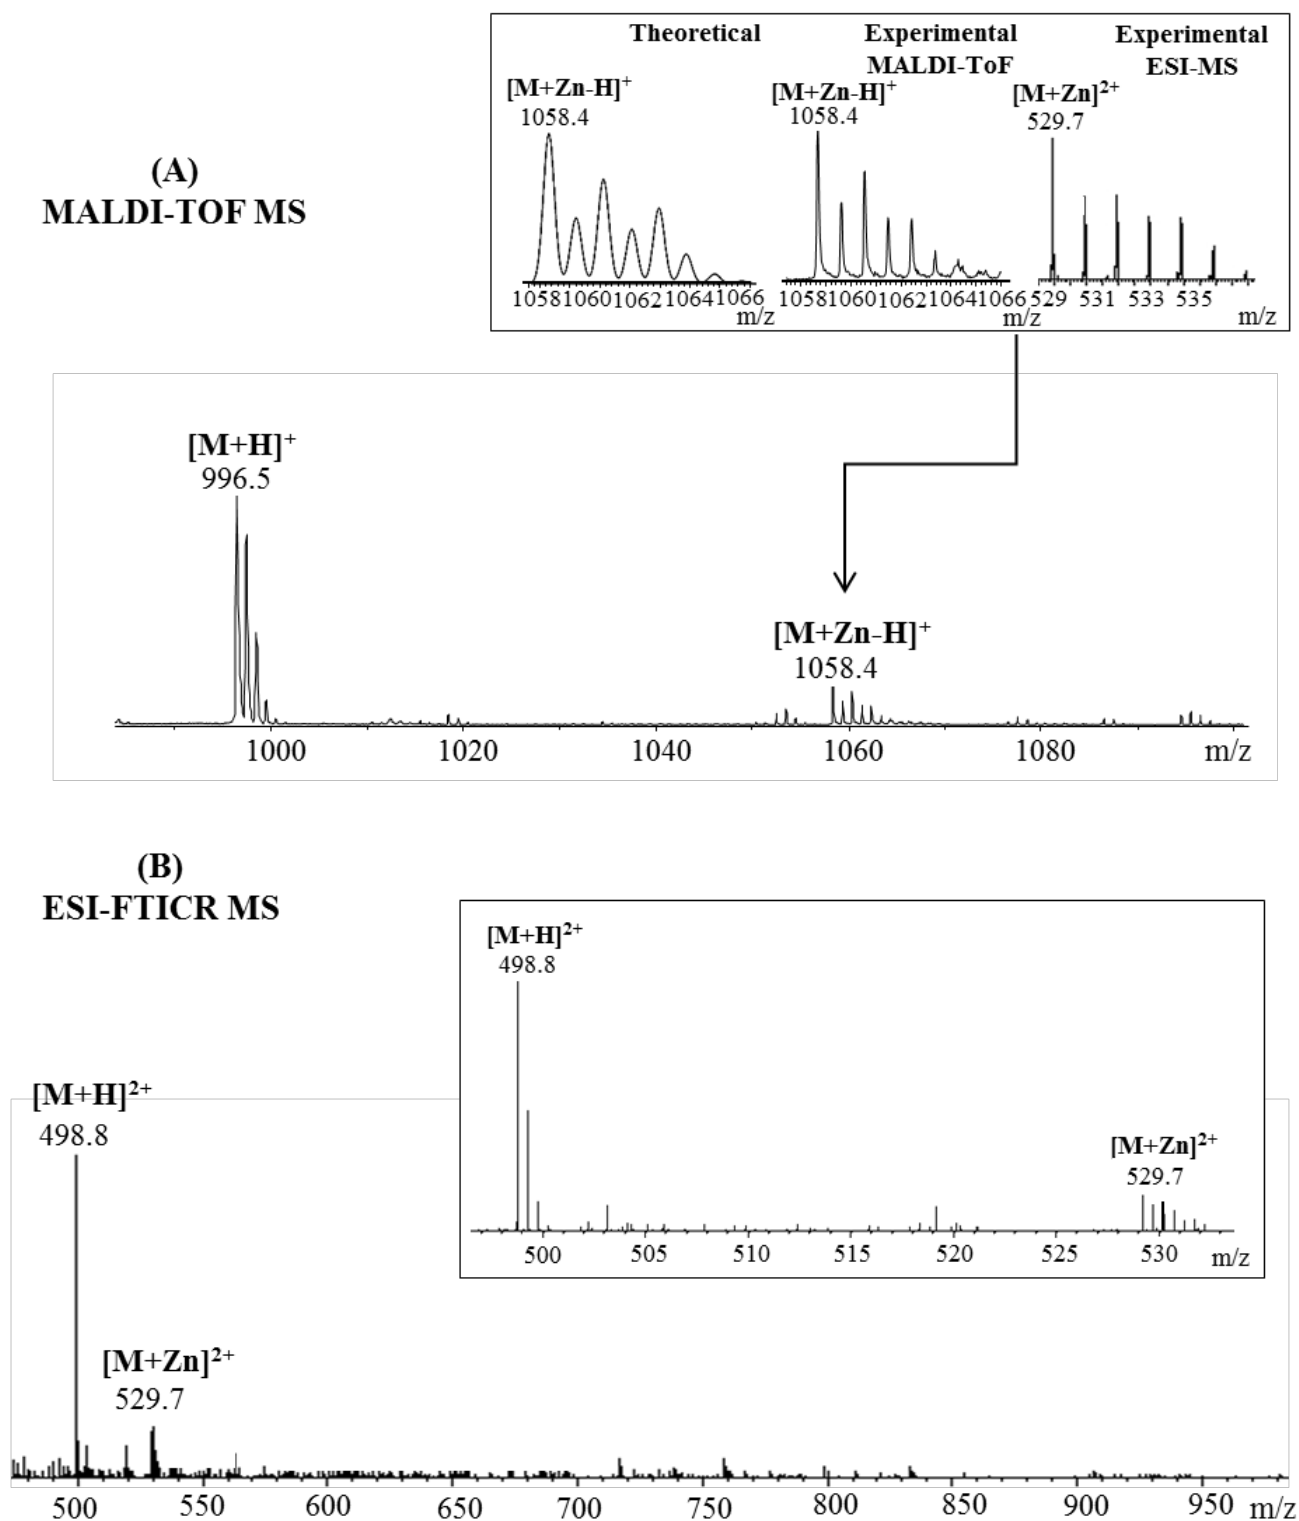 Theoretical
Experimental
MALDI-ToF
Experimental
ESI-MS
[M+Zn-H]+
1058.4
[M+Zn-H]+
1058.4
[M+Zn]2+
529.7
1058 1060 1062 1064 1066
m/z
1058 1060 1062 1064 1066
m/z
529 531 533 535
m/z
(A)
MALDI-TOF MS
[M+H]+
996.5
[M+Zn-H]+
1058.4
1000 1020 1040 1060 1080 m/z
(B)
ESI-FTICR MS
[M+H]2+
498.8
[M+Zn]2+
529.7
500 505 510 515 520 525 530 m/z
[M+H]2+
498.8
[M+Zn]2+
529.7
500 550 600 650 700 750 800 850 900 950 m/z